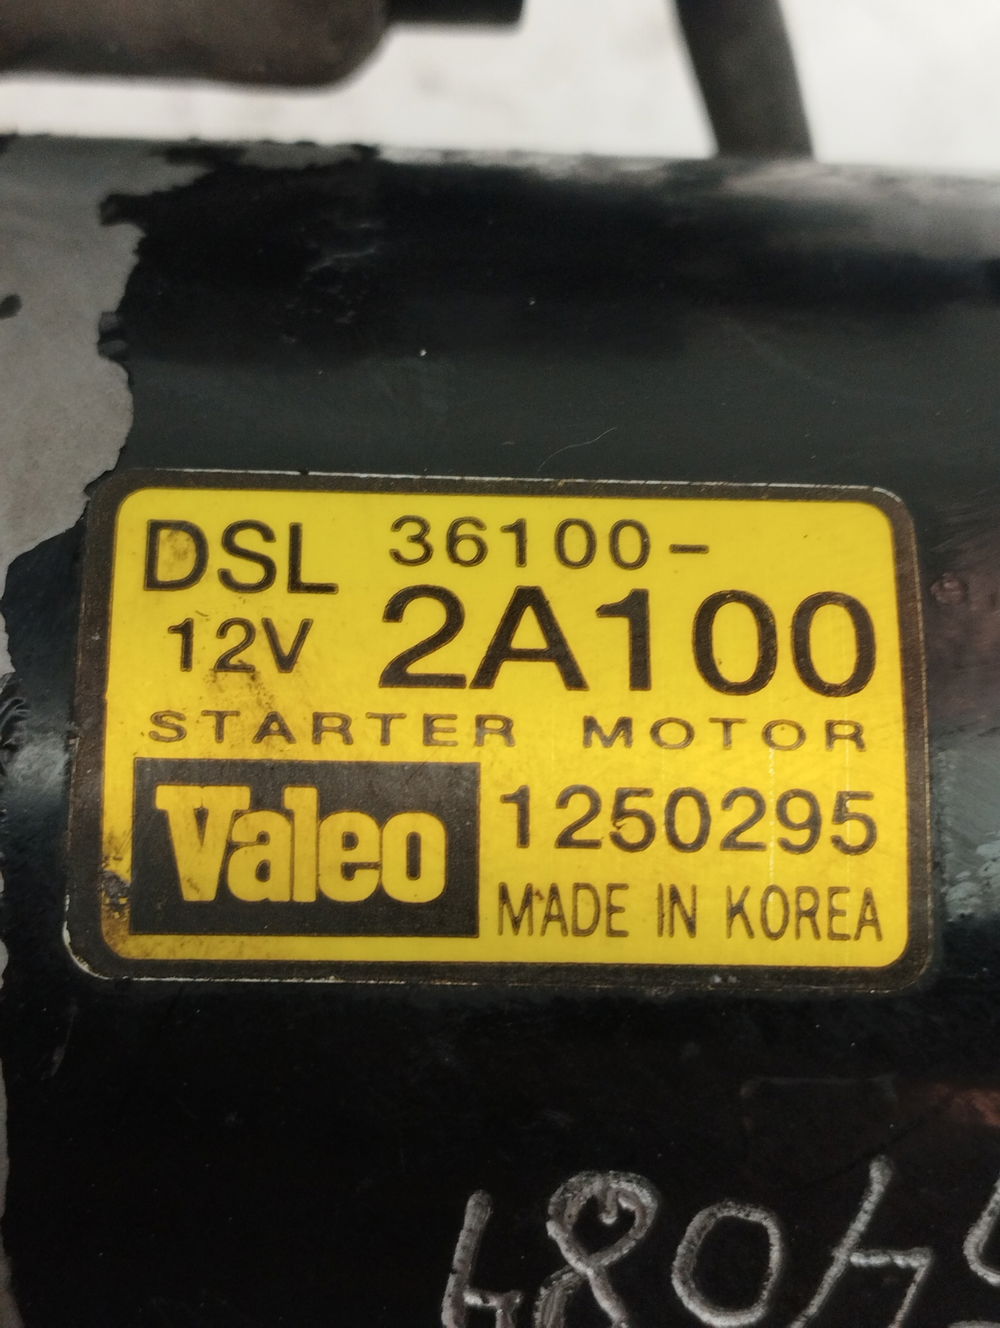 DSL 36100-
12V 2A100
STARTER MOTOR
Valeo 1250295
MADE IN KOREA